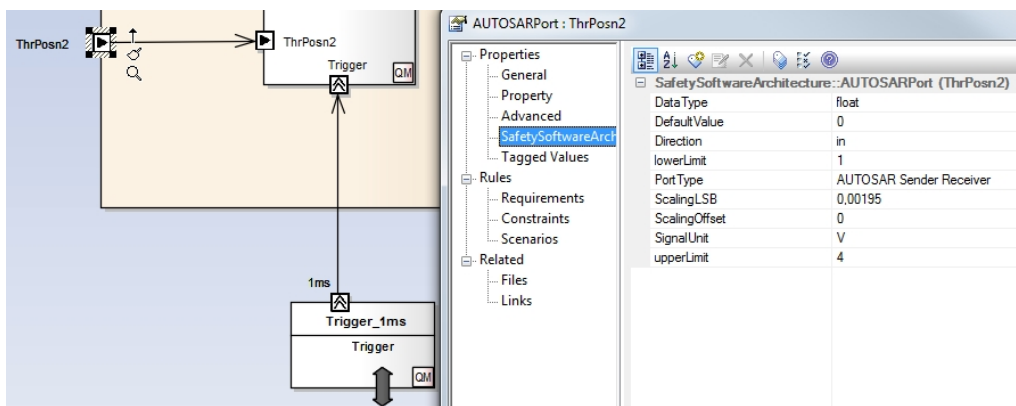 ThrPosn2
ThrPosn2
Trigger
QM
1ms
Trigger_1ms
Trigger
QM
AUTOSARPort : ThrPosn2
Properties
General
Property
Advanced
SafetySoftwareArch
Tagged Values
Rules
Requirements
Constraints
Scenarios
Related
Files
Links
SafetySoftwareArchitecture::AUTOSARPort (ThrPosn2)
DataType float
DefaultValue 0
Direction in
lowerLimit 1
PortType AUTOSAR Sender Receiver
ScalingLSB 0,00195
ScalingOffset 0
SignalUnit V
upperLimit 4